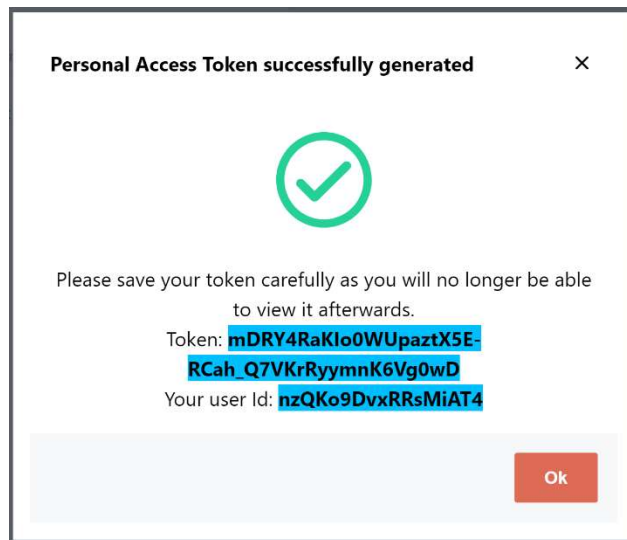 Personal Access Token successfully generated
Please save your token carefully as you will no longer be able
to view it afterwards.
Token: mDRY4RaKIo0WUpaztX5E-
RCah_Q7VKrRyymnK6Vg0wD
Your user Id: nzQKo9DvxRRsMiAT4
Ok